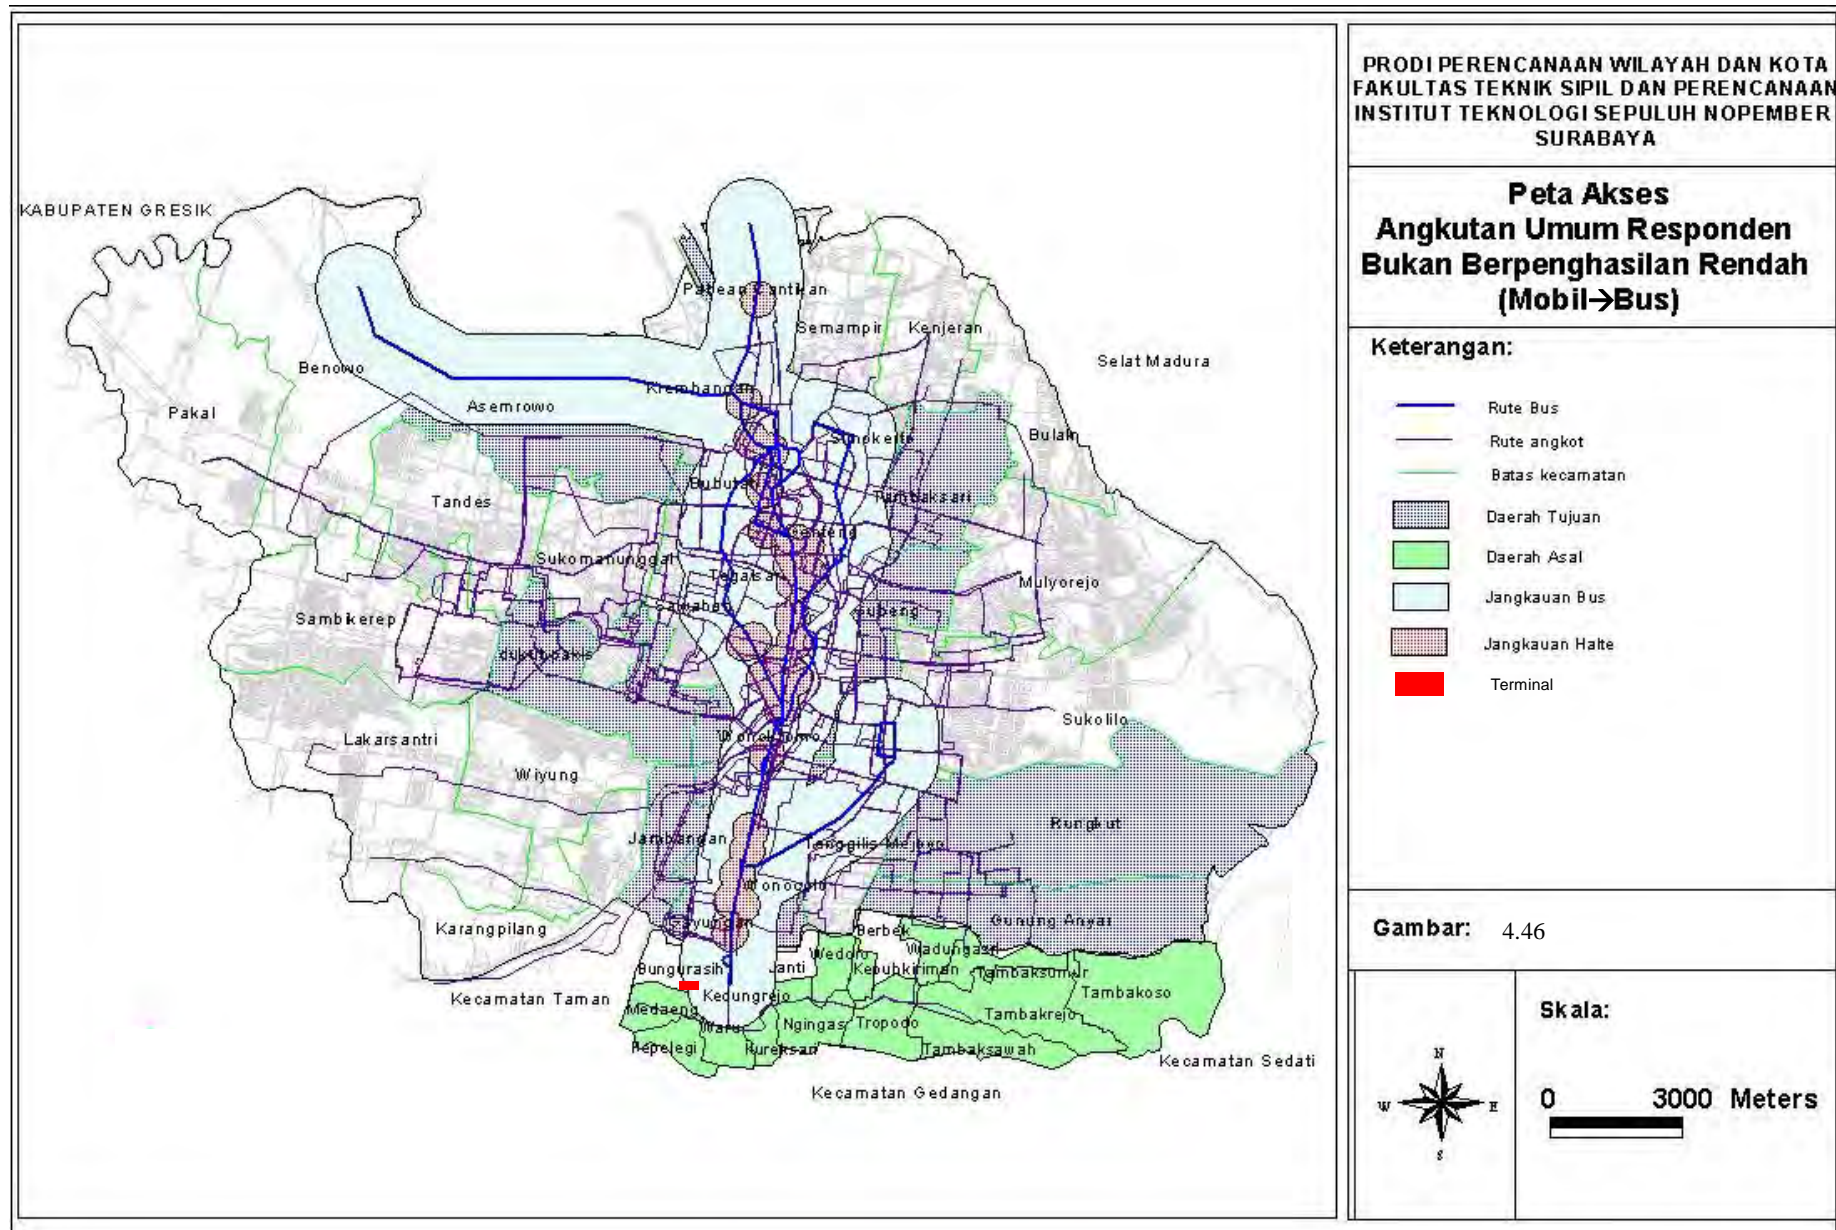 PRODI PERENCANAAN WILAYAH DAN KOTA
FAKULTAS TEKNIK SIPIL DAN PERENCANAAN
INSTITUT TEKNOLOGI SEPULUH NOPEMBER
SURABAYA
Peta Akses
Angkutan Umum Responden
Bukan Berpenghasilan Rendah
(Mobil→Bus)
Keterangan:
Rute Bus
Rute angkot
Batas kecamatan
Daerah Tujuan
Daerah Asal
Jangkauan Bus
Jangkauan Halte
Terminal
Gambar: 4.46
Skala:
0 3000 Meters
N
W
E
S
KABUPATEN GRESIK
Pabean Cantikan
Semampir
Kenjeran
Selat Madura
Benowo
Krembangan
Asemrowo
Pakal
Simokerto
Bulak
Bubutan
Tambaksari
Tandes
Genteng
Sukomanunggal
Tegalsari
Mulyorejo
Sawahan
Gubeng
Sambikerep
Sukolilo
Lakarsantri
Wonokromo
Wiyung
Rungkut
Jambangan
Tenggilis Mejoyo
Wonocolo
Gayungan
Gunung Anyar
Karangpilang
Berbek
Wedoro
Wadungasri
Bungurasih
Janti
Kepuhkiriman
Tambaksumur
Kecamatan Taman
Kedungrejo
Tambakoso
Medaeng
Waru
Ngingas
Tropodo
Tambakrejo
Pepelegi
Kureksari
Tambaksawah
Kecamatan Sedati
Kecamatan Gedangan